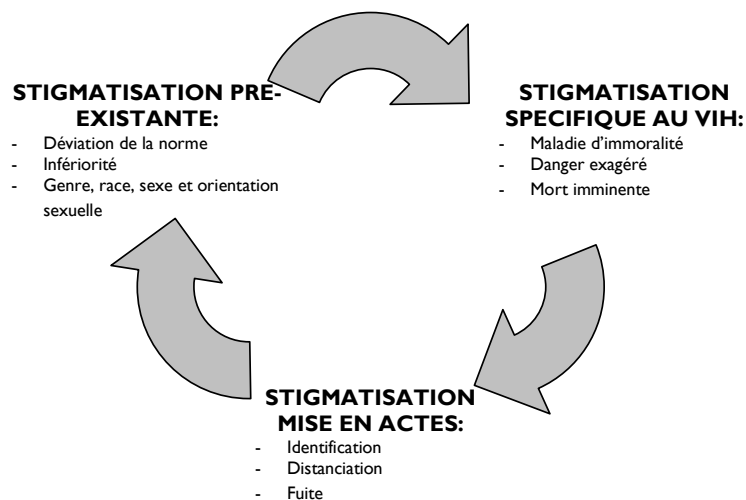 STIGMATISATION PRE-
EXISTANTE:
- Déviation de la norme
- Infériorité
- Genre, race, sexe et orientation
sexuelle
STIGMATISATION
SPECIFIQUE AU VIH:
- Maladie d’immoralité
- Danger exagéré
- Mort imminente
STIGMATISATION
MISE EN ACTES:
- Identification
- Distanciation
- Fuite